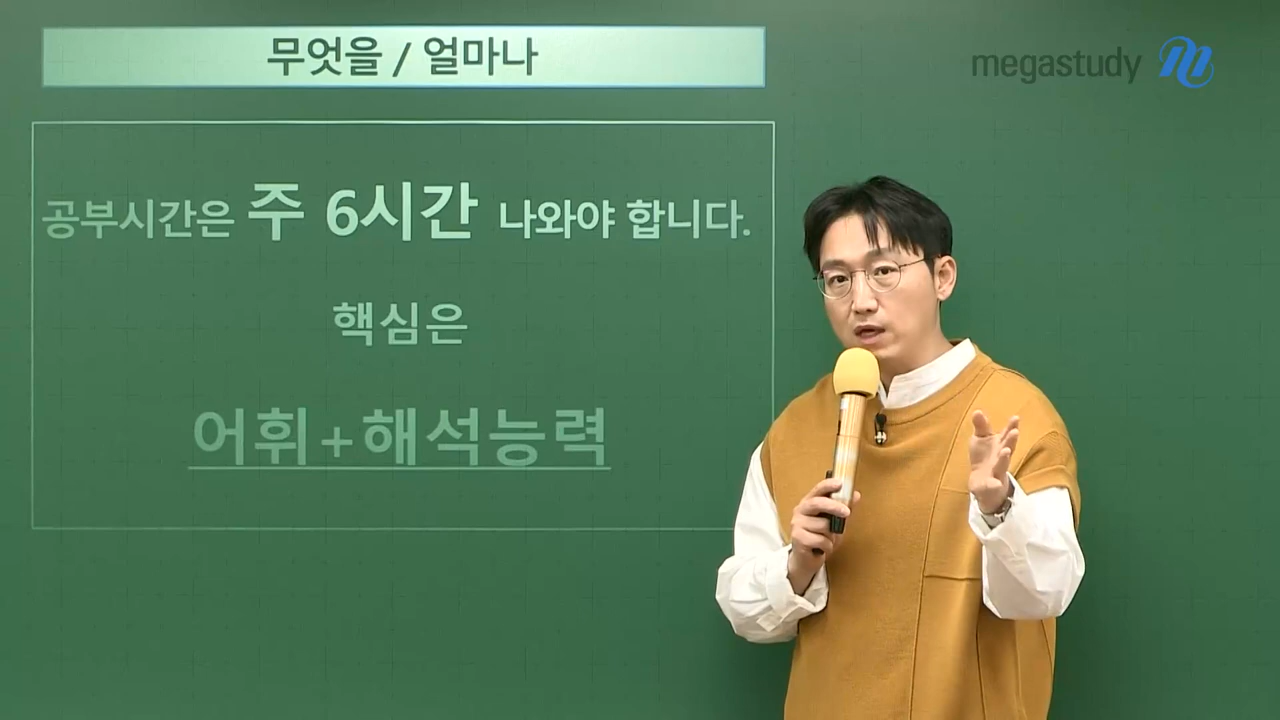 무엇을 / 얼마나
megastudy
공부시간은 주 6시간 나와야 합니다.
핵심은
어휘+해석능력